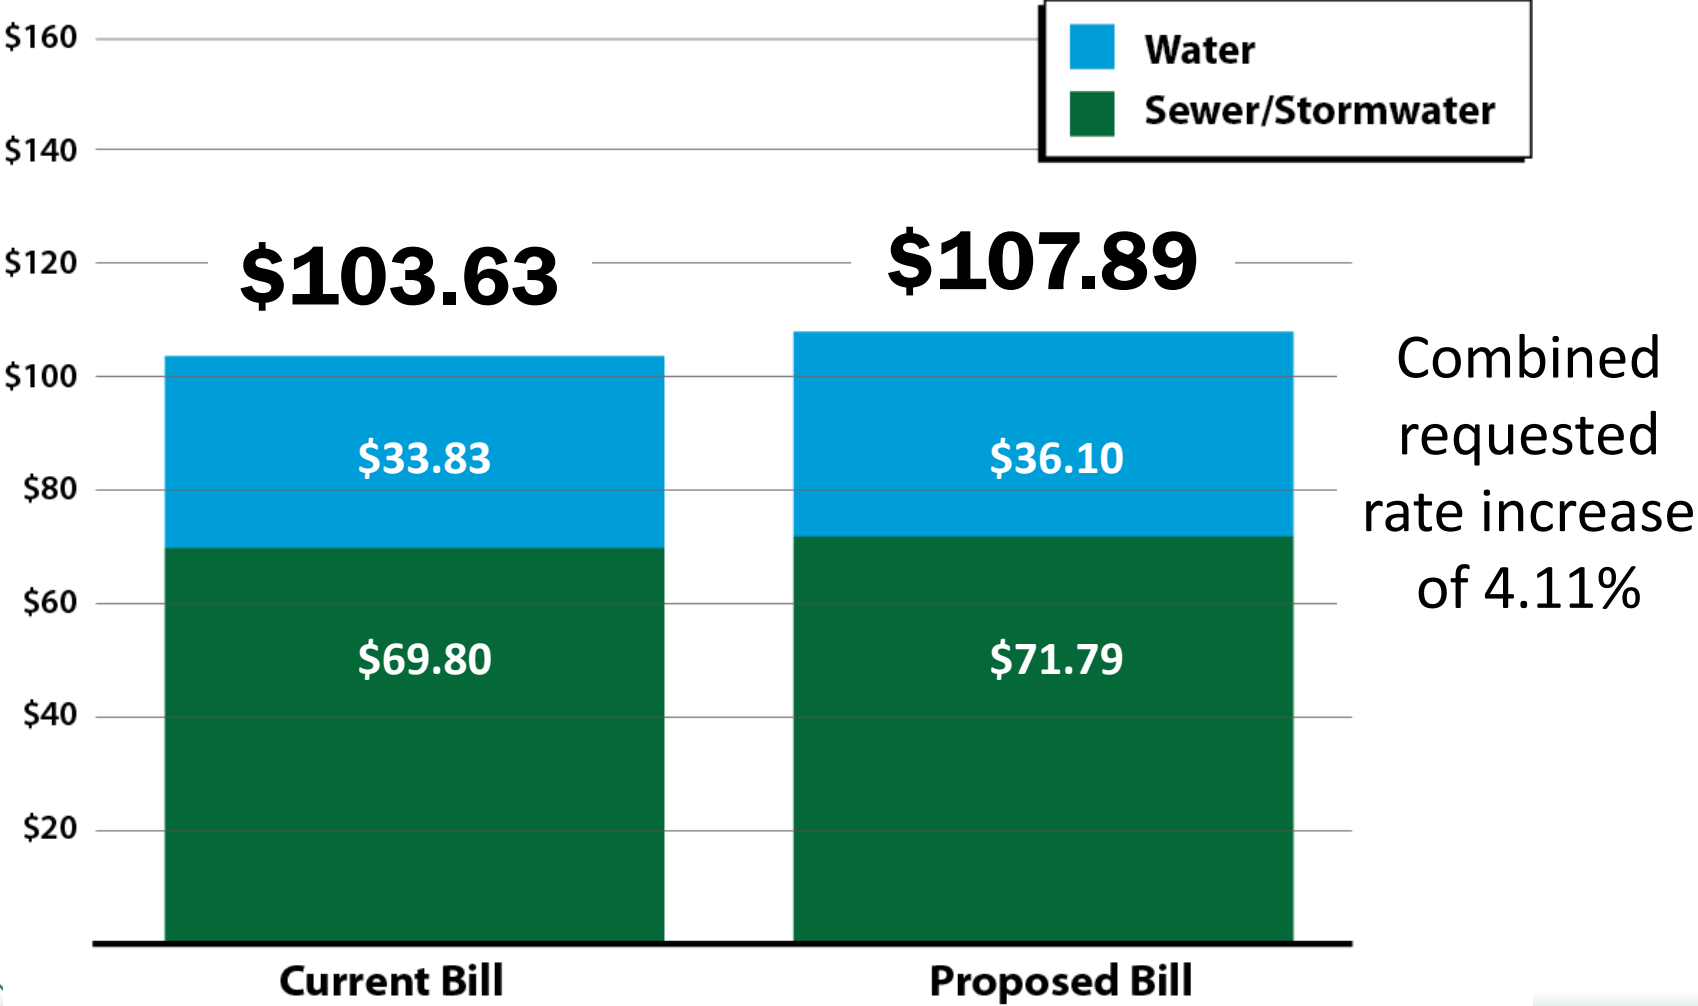 $160
$140
$120
$100
$80
$60
$40
$20
Water
Sewer/Stormwater
$103.63
$107.89
$33.83
$36.10
$69.80
$71.79
Current Bill
Proposed Bill
Combined
requested
rate increase
of 4.11%